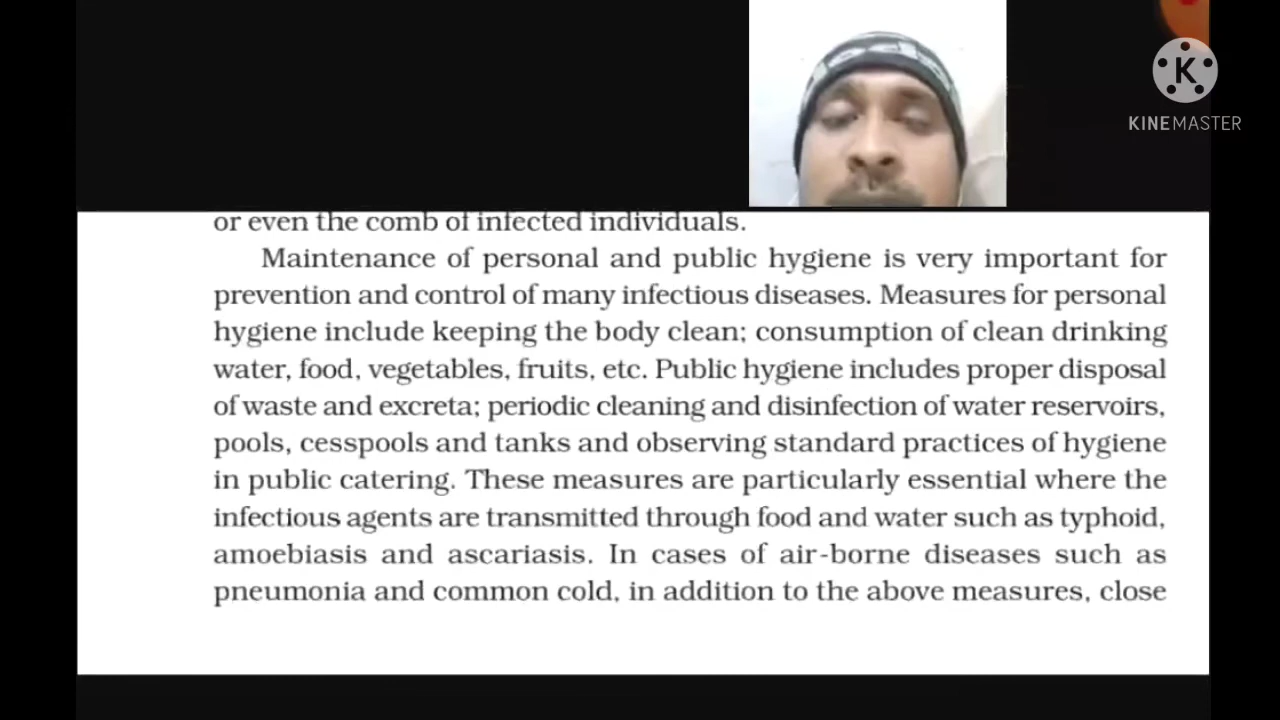 K
KINEMASTER
or even the comb of infected individuals.
Maintenance of personal and public hygiene is very important for
prevention and control of many infectious diseases. Measures for personal
hygiene include keeping the body clean; consumption of clean drinking
water, food, vegetables, fruits, etc. Public hygiene includes proper disposal
of waste and excreta; periodic cleaning and disinfection of water reservoirs,
pools, cesspools and tanks and observing standard practices of hygiene
in public catering. These measures are particularly essential where the
infectious agents are transmitted through food and water such as typhoid,
amoebiasis and ascariasis. In cases of air-borne diseases such as
pneumonia and common cold, in addition to the above measures, close